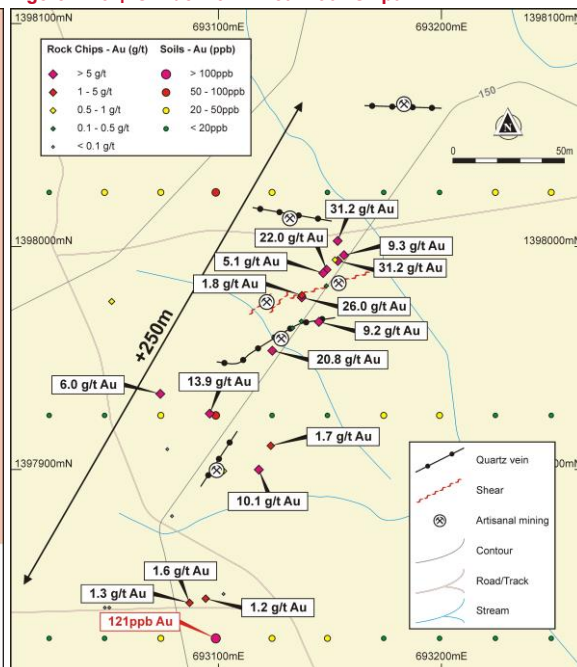 693100mE
693200mE
1398100mN
1398100mN
Rock Chips - Au (g/t)
Soils - Au (ppb)
> 5 g/t
> 100ppb
1 - 5 g/t
50 - 100ppb
0.5 - 1 g/t
20 - 50ppb
0.1 - 0.5 g/t
< 20ppb
< 0.1 g/t
150
N
0
50m
31.2 g/t Au
22.0 g/t Au
9.3 g/t Au
1398000mN
1398000mN
5.1 g/t Au
31.2 g/t Au
1.8 g/t Au
26.0 g/t Au
+250m
9.2 g/t Au
20.8 g/t Au
6.0 g/t Au
13.9 g/t Au
1.7 g/t Au
1397900mN
1397900mN
10.1 g/t Au
Quartz vein
Shear
Artisanal mining
Contour
Road/Track
Stream
1.6 g/t Au
1.3 g/t Au
1.2 g/t Au
121ppb Au
693100mE
693200mE